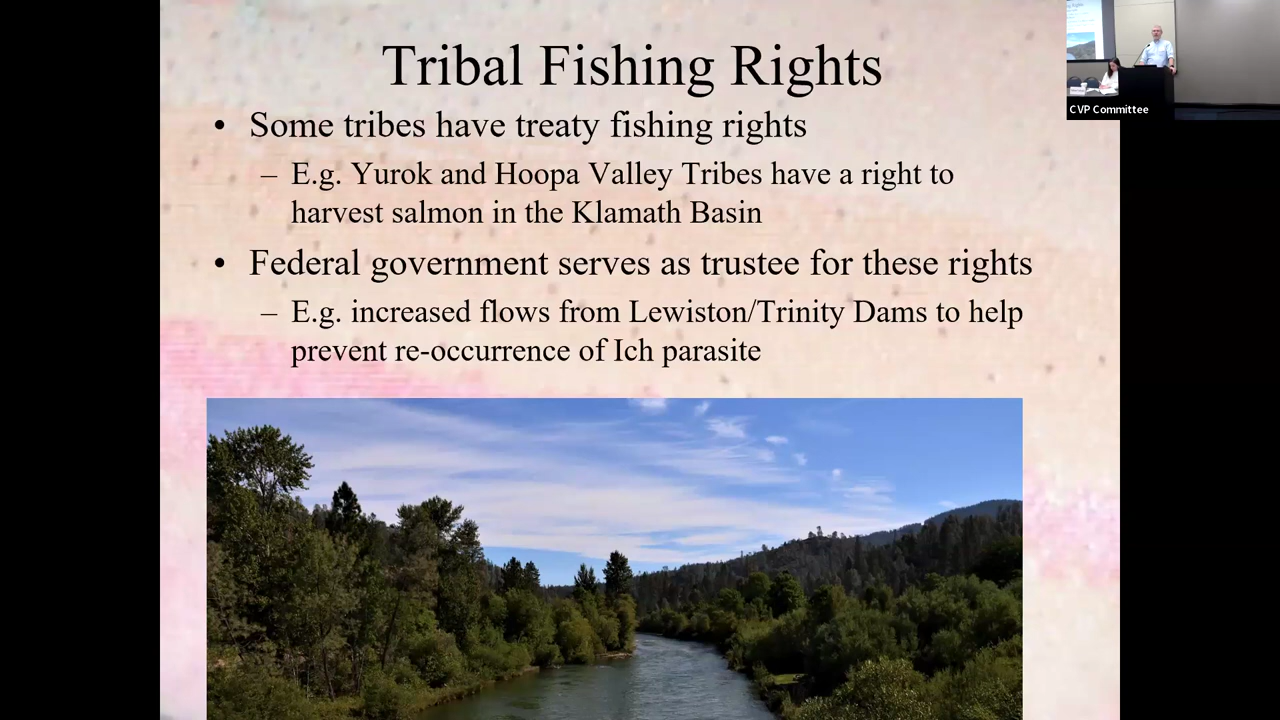 Tribal Fishing Rights
• Some tribes have treaty fishing rights
– E.g. Yurok and Hoopa Valley Tribes have a right to
harvest salmon in the Klamath Basin
• Federal government serves as trustee for these rights
– E.g. increased flows from Lewiston/Trinity Dams to help
prevent re-occurrence of Ich parasite
CVP Committee